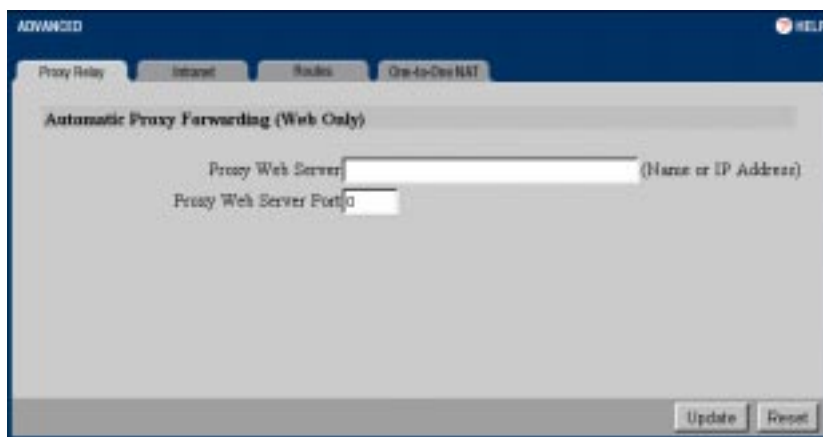 ADVANCED
HELP
Proxy Relay
Intranet
Routes
One-to-One NAT
Automatic Proxy Forwarding (Web Only)
Proxy Web Server (Name or IP Address)
Proxy Web Server Port 0
Update
Reset